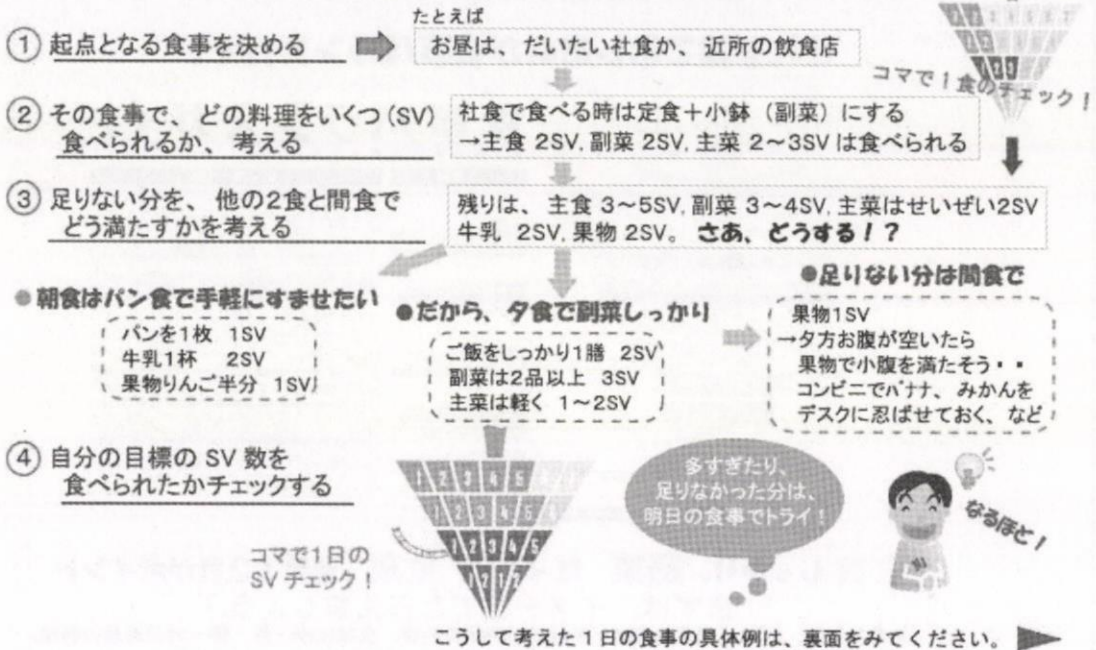 たとえば
① 起点となる食事を決める
お昼は、だいたい社食か、近所の飲食店
コマで1食のチェック！
② その食事で、どの料理をいくつ(SV)
食べられるか、考える
社食で食べる時は定食＋小鉢（副菜）にする
→主食 2SV, 副菜 2SV, 主菜 2～3SV は食べられる
③ 足りない分を、他の2食と間食で
どう満たすかを考える
残りは、主食 3～5SV, 副菜 3～4SV, 主菜はせいぜい2SV
牛乳 2SV, 果物 2SV。 さあ、どうする！？
●朝食はパン食で手軽にすませたい
パンを1枚 1SV
牛乳1杯 2SV
果物りんご半分 1SV
●だから、夕食で副菜しっかり
ご飯をしっかり1膳 2SV
副菜は2品以上 3SV
主菜は軽く 1～2SV
●足りない分は間食で
果物1SV
→夕方お腹が空いたら
果物で小腹を満たそう・・
コンビニでバナナ、みかんを
デスクに忍ばせておく、など
④ 自分の目標の SV 数を
食べられたかチェックする
コマで1日の
SV チェック！
1 2 3 4 5
1 2 3 4 5
1 2 3 4 5
1 2 1 2
多すぎたり、
足りなかった分は、
明日の食事でトライ！
なるほど！
こうして考えた1日の食事の具体例は、裏面をみてください。